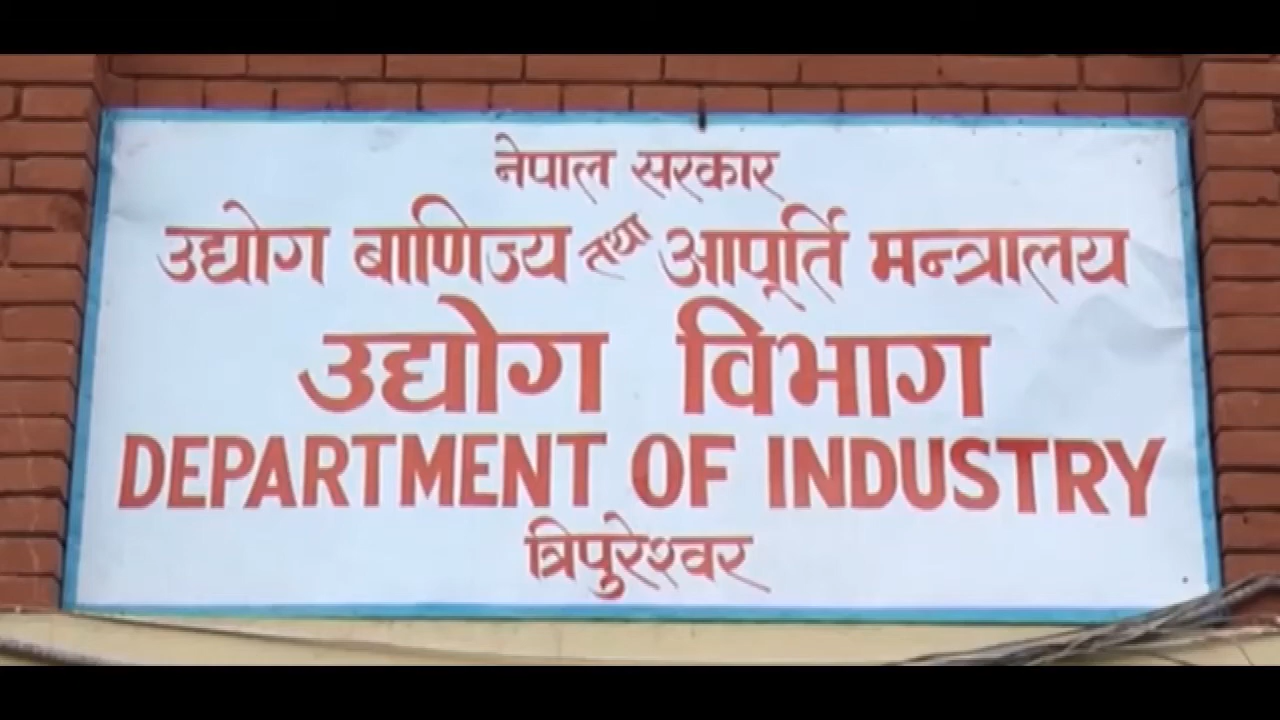 नेपाल सरकार
उद्योग बाणिज्य तथा आपूर्ति मन्त्रालय
उद्योग विभाग
DEPARTMENT OF INDUSTRY
त्रिपुरेश्वर